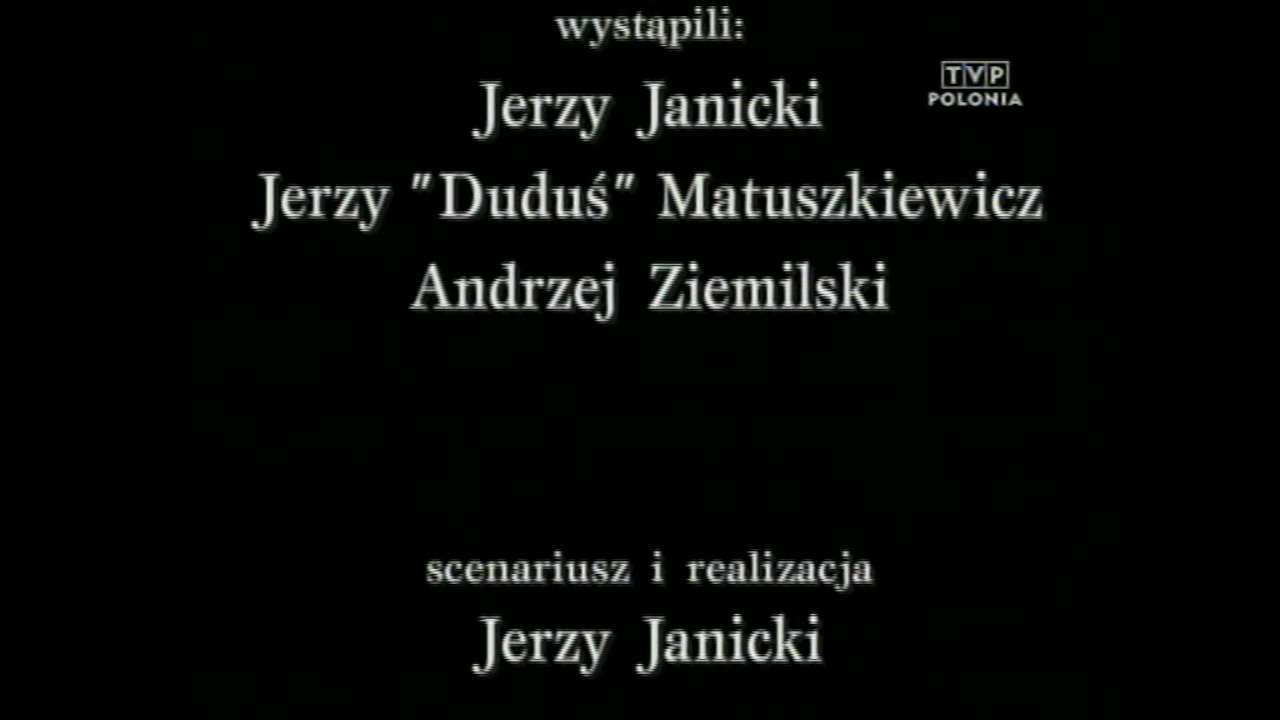 wystąpili:
TVP
POLONIA
Jerzy Janicki
Jerzy "Duduś" Matuszkiewicz
Andrzej Ziemilski
scenariusz i realizacja
Jerzy Janicki